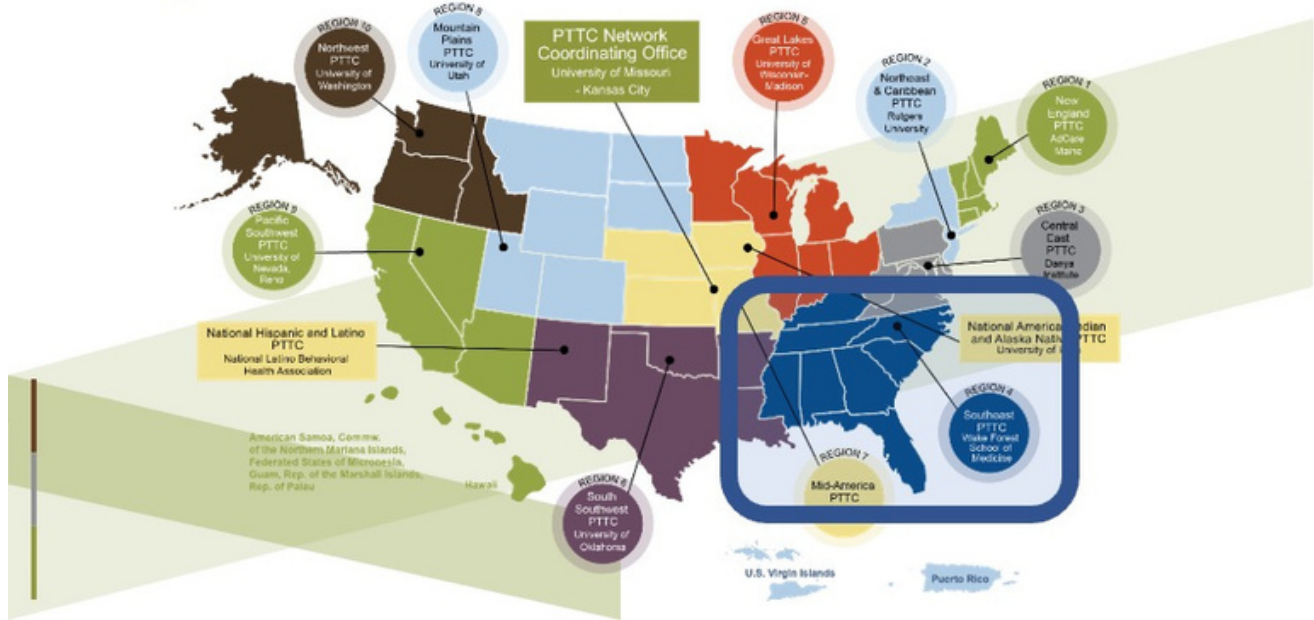 REGION 10
Northwest
PTTC
University of
Washington
REGION 8
Mountain
Plains
PTTC
University of
Utah
PTTC Network
Coordinating Office
University of Missouri
- Kansas City
REGION 5
Great Lakes
PTTC
University of
Wisconsin-
Madison
REGION 2
Northeast
& Caribbean
PTTC
Rutgers
University
REGION 1
New
England
PTTC
AdCare
Maine
REGION 9
Pacific
Southwest
PTTC
University of
Nevada,
Reno
REGION 3
Central
East
PTTC
Danya
Institute
National Hispanic and Latino
PTTC
National Latino Behavioral
Health Association
National American Indian
and Alaska Native PTTC
University of
REGION 4
Southeast
PTTC
Wake Forest
School of
Medicine
American Samoa, Commw.
of the Northern Mariana Islands,
Federated States of Micronesia,
Guam, Rep. of the Marshall Islands,
Rep. of Palau
Hawaii
REGION 6
South
Southwest
PTTC
University of
Oklahoma
REGION 7
Mid-America
PTTC
U.S. Virgin Islands
Puerto Rico